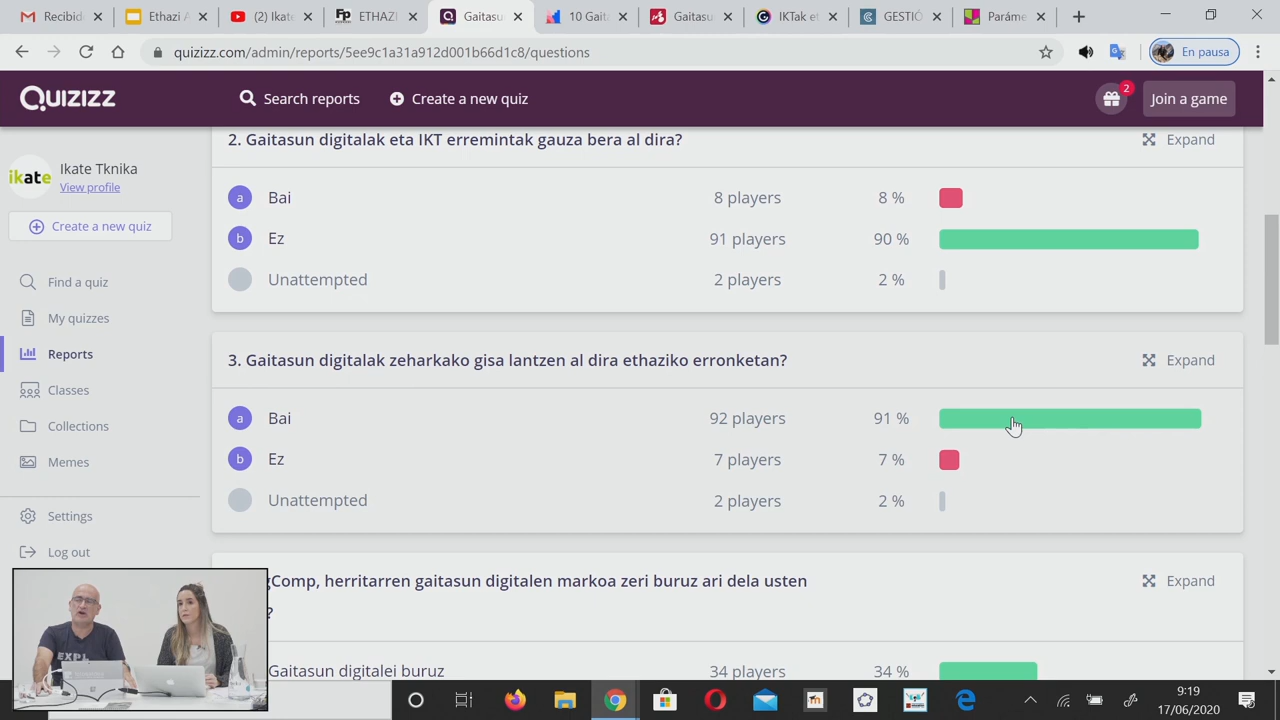 Recibid
Ethazi A
(2) Ikate
ETHAZI
Gaitasu
10 Gait
Gaitasu
IKTak et
GESTIÓ
Paráme
quizizz.com/admin/reports/5ee9c1a31a912d001b66d1c8/questions
En pausa
Quizizz
Search reports
Create a new quiz
2
Join a game
ikate
Ikate Tknika
View profile
Create a new quiz
Find a quiz
My quizzes
Reports
Classes
Collections
Memes
Settings
Log out
2. Gaitasun digitalak eta IKT erremintak gauza bera al dira?
Expand
a Bai 8 players 8 %
b Ez 91 players 90 %
Unattempted 2 players 2 %
3. Gaitasun digitalak zeharkako gisa lantzen al dira ethaziko erronketan?
Expand
a Bai 92 players 91 %
b Ez 7 players 7 %
Unattempted 2 players 2 %
gComp, herritarren gaitasun digitalen markoa zeri buruz ari dela usten
?
Expand
Gaitasun digitalei buruz 34 players 34 %
9:19
17/06/2020